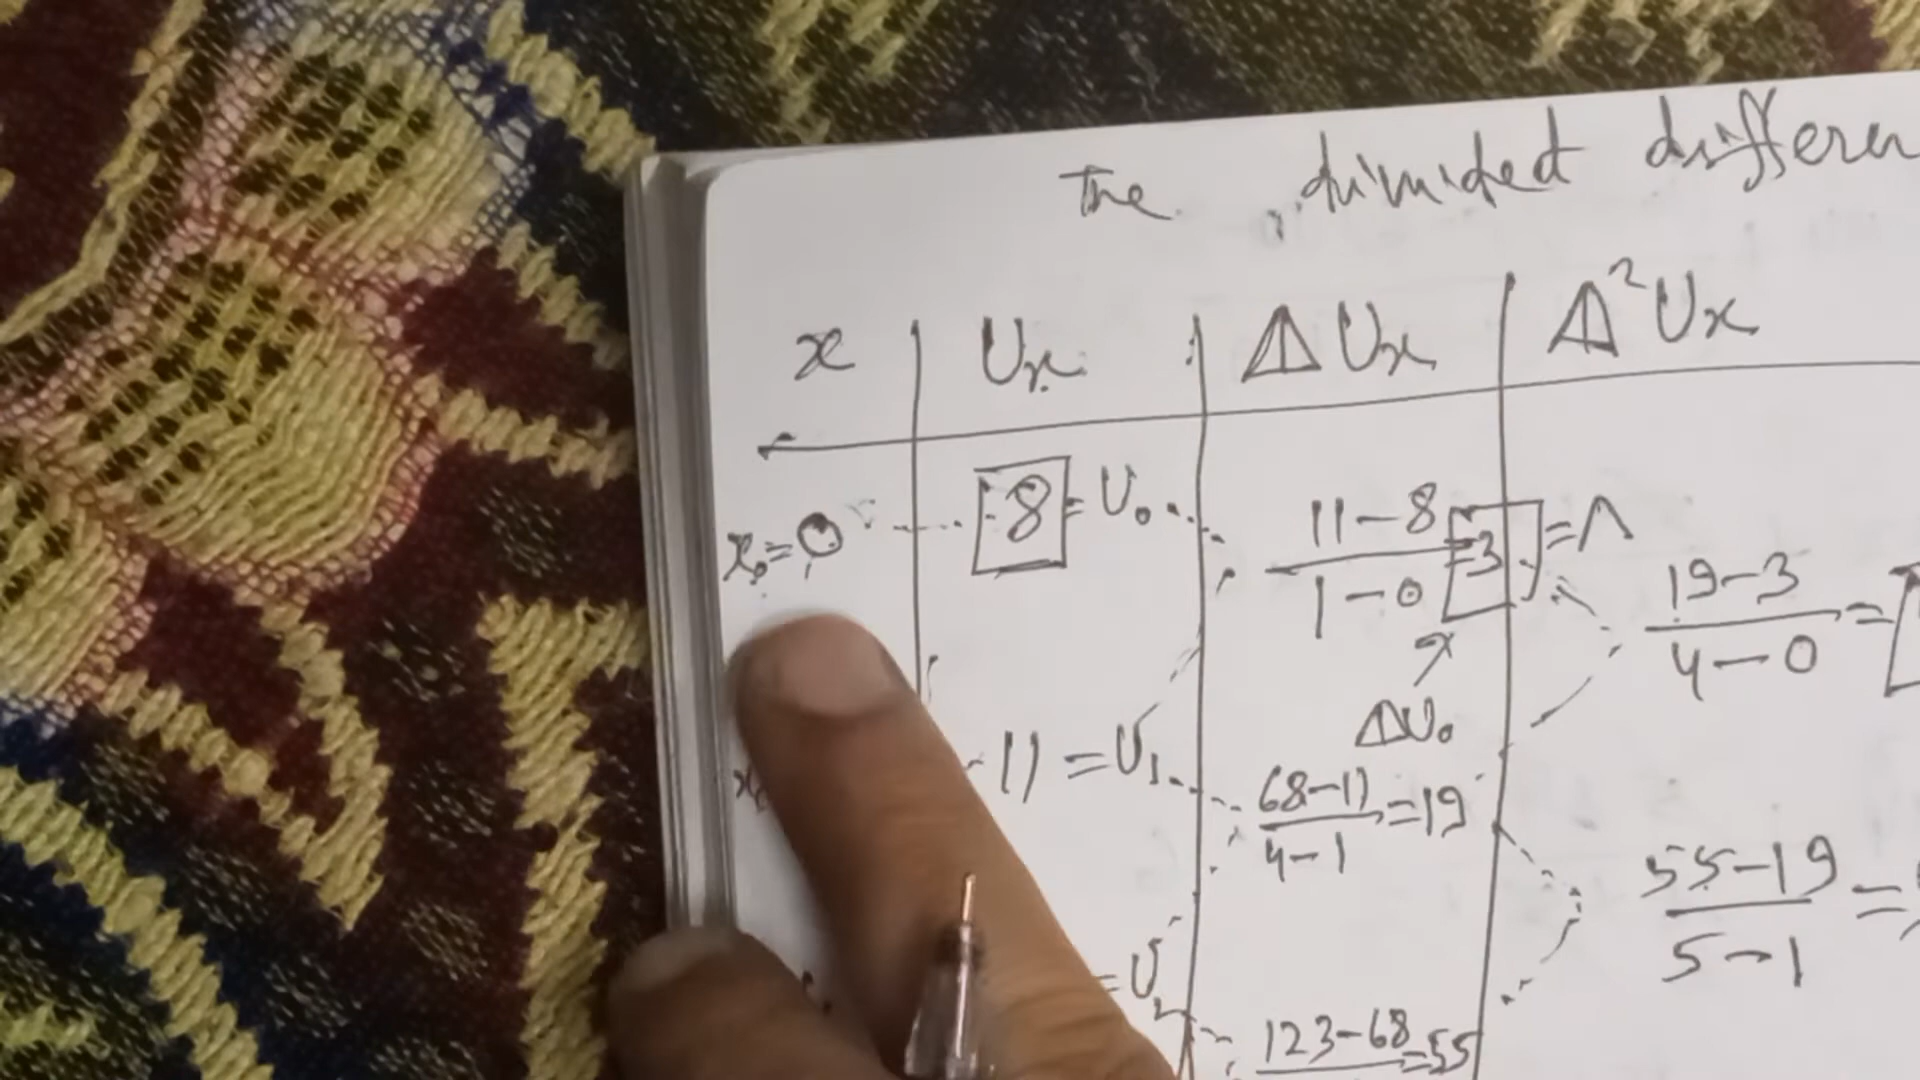 The divided differen
x Ux ΔUx Δ²Ux
x₀=0 8 = U₀ 11-8 / 1-0 =3 = Λ 19-3 / 4-0 =
ΔU₀
11 = U₁ 68-11 / 4-1 =19 55-19 / 5-1 =
= U₂ 123-68 =55